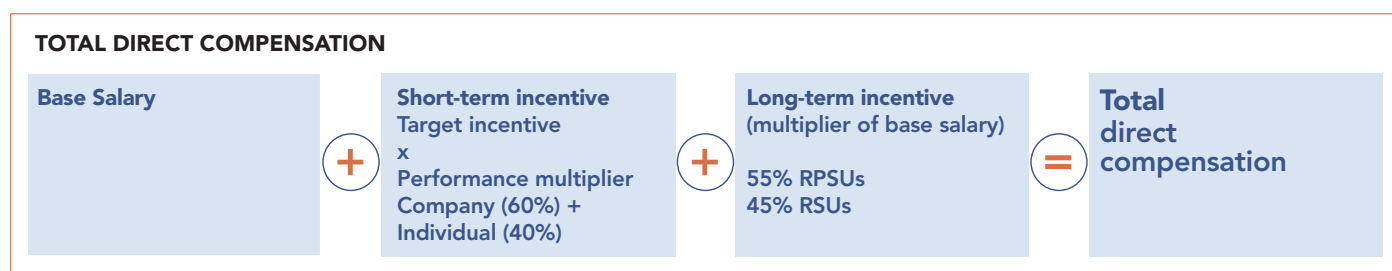 TOTAL DIRECT COMPENSATION
Base Salary
+
Short-term incentive
Target incentive
x
Performance multiplier
Company (60%) +
Individual (40%)
+
Long-term incentive
(multiplier of base salary)
55% RPSUs
45% RSUs
=
Total
direct
compensation